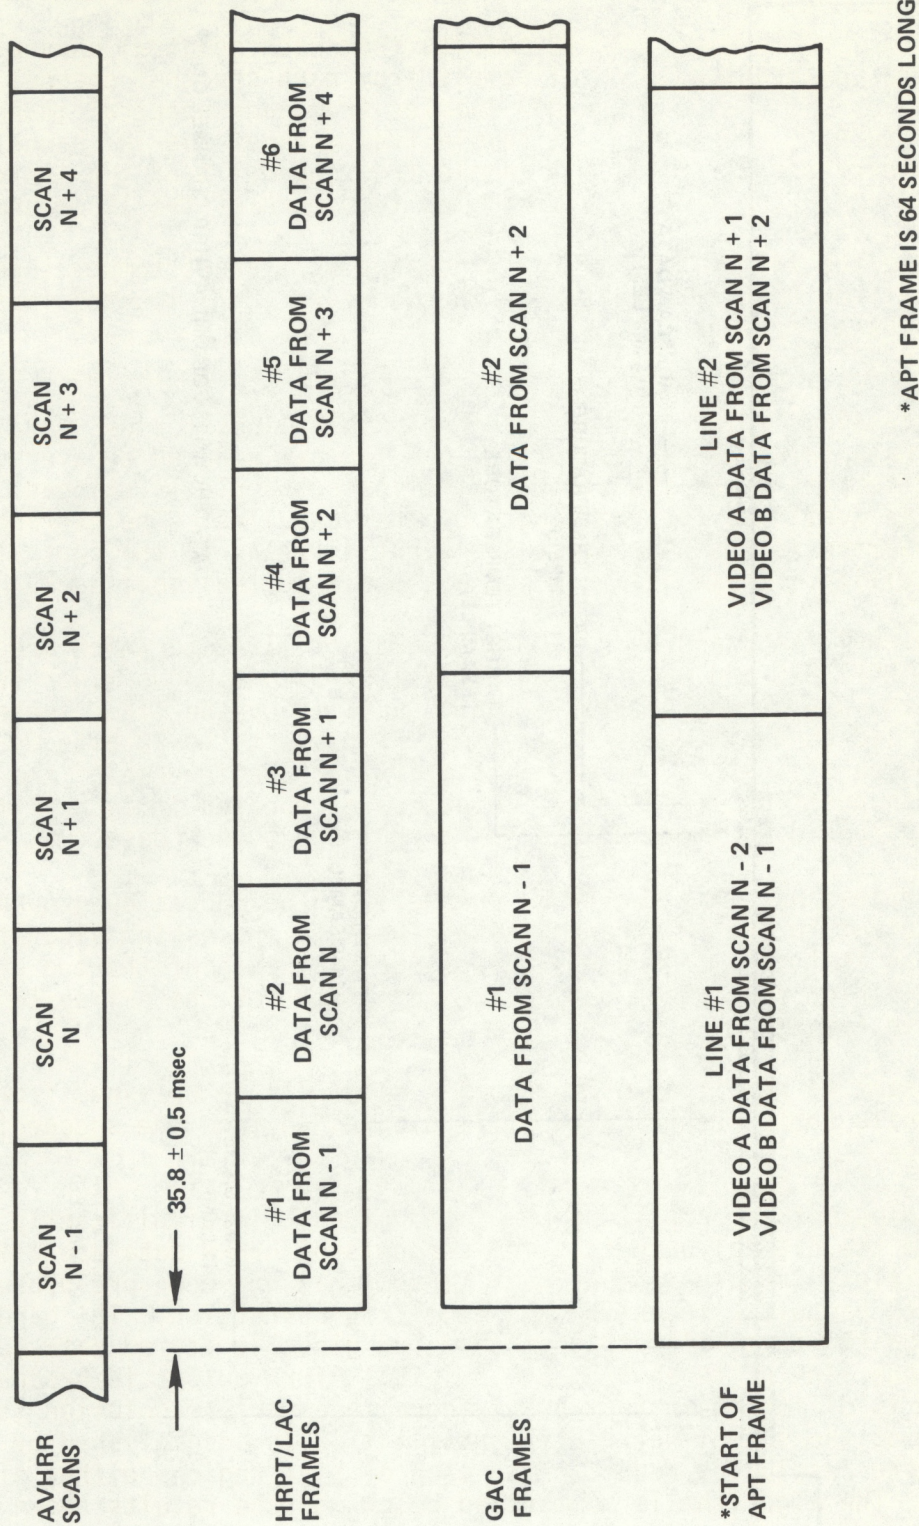 AVHRR
SCANS
SCAN
N - 1
SCAN
N
SCAN
N + 1
SCAN
N + 2
SCAN
N + 3
SCAN
N + 4
35.8 ± 0.5 msec
HRPT/LAC
FRAMES
#1
DATA FROM
SCAN N - 1
#2
DATA FROM
SCAN N
#3
DATA FROM
SCAN N + 1
#4
DATA FROM
SCAN N + 2
#5
DATA FROM
SCAN N + 3
#6
DATA FROM
SCAN N + 4
GAC
FRAMES
#1
DATA FROM SCAN N - 1
#2
DATA FROM SCAN N + 2
*START OF
APT FRAME
LINE #1
VIDEO A DATA FROM SCAN N - 2
VIDEO B DATA FROM SCAN N - 1
LINE #2
VIDEO A DATA FROM SCAN N + 1
VIDEO B DATA FROM SCAN N + 2
*APT FRAME IS 64 SECONDS LONG